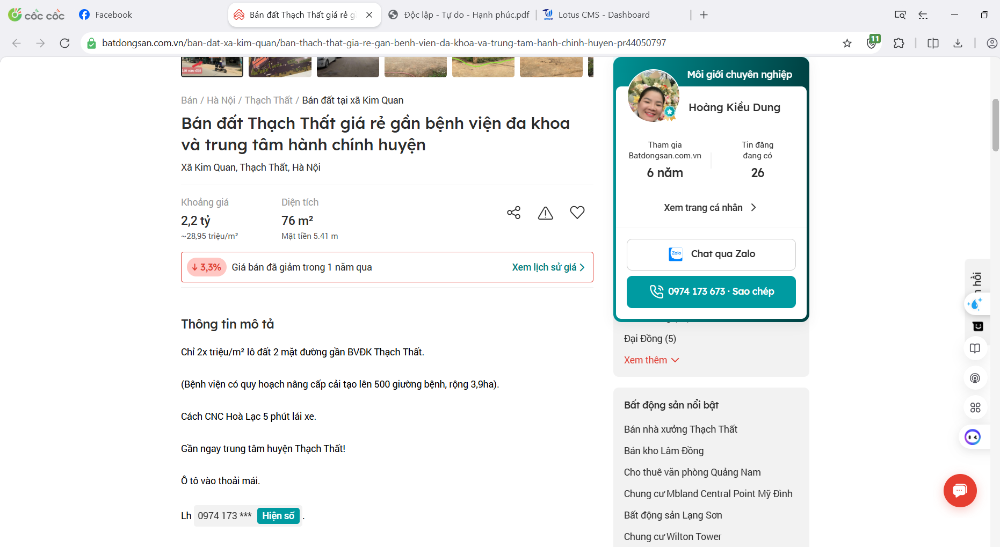 cốc cốc
Facebook
Bán đất Thạch Thất giá rẻ g
Độc lập - Tự do - Hạnh phúc.pdf
Lotus CMS - Dashboard
batdongsan.com.vn/ban-dat-xa-kim-quan/ban-thach-that-gia-re-gan-benh-vien-da-khoa-va-trung-tam-hanh-chinh-huyen-pr44050797
11
Lối vào đất
Bán / Hà Nội / Thạch Thất / Bán đất tại xã Kim Quan
Bán đất Thạch Thất giá rẻ gần bệnh viện đa khoa
và trung tâm hành chính huyện
Xã Kim Quan, Thạch Thất, Hà Nội
Khoảng giá
2,2 tỷ
~28,95 triệu/m²
Diện tích
76 m²
Mặt tiền 5.41 m
3,3%
Giá bán đã giảm trong 1 năm qua
Xem lịch sử giá
Thông tin mô tả
Chỉ 2x triệu/m² lô đất 2 mặt đường gần BVĐK Thạch Thất.
(Bệnh viện có quy hoạch nâng cấp cải tạo lên 500 giường bệnh, rộng 3,9ha).
Cách CNC Hoà Lạc 5 phút lái xe.
Gần ngay trung tâm huyện Thạch Thất!
Ô tô vào thoải mái.
Lh 0974 173 *** Hiện số .
Môi giới chuyên nghiệp
Hoàng Kiều Dung
Tham gia
Batdongsan.com.vn
6 năm
Tin đăng
đang có
26
Xem trang cá nhân
Zalo
Chat qua Zalo
0974 173 673 · Sao chép
Đại Đồng (5)
Xem thêm
Bất động sản nổi bật
Bán nhà xưởng Thạch Thất
Bán kho Lâm Đồng
Cho thuê văn phòng Quảng Nam
Chung cư Mbland Central Point Mỹ Đình
Bất động sản Lạng Sơn
Chung cư Wilton Tower
hồi